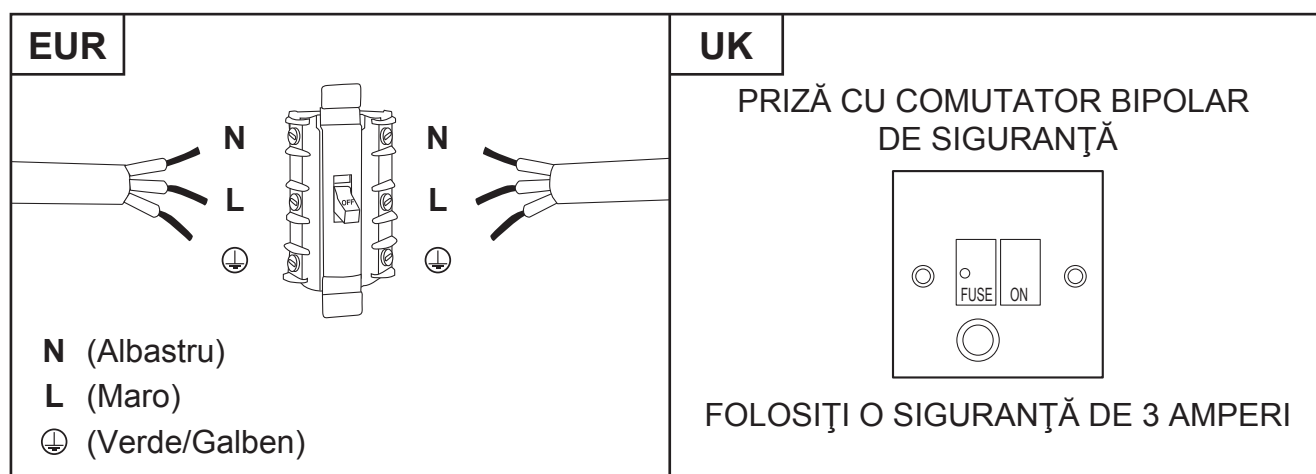 EUR
N
L
N
L
OFF
N (Albastru)
L (Maro)
(Verde/Galben)
UK
PRIZĂ CU COMUTATOR BIPOLAR
DE SIGURANŢĂ
FUSE ON
FOLOSIŢI O SIGURANŢĂ DE 3 AMPERI